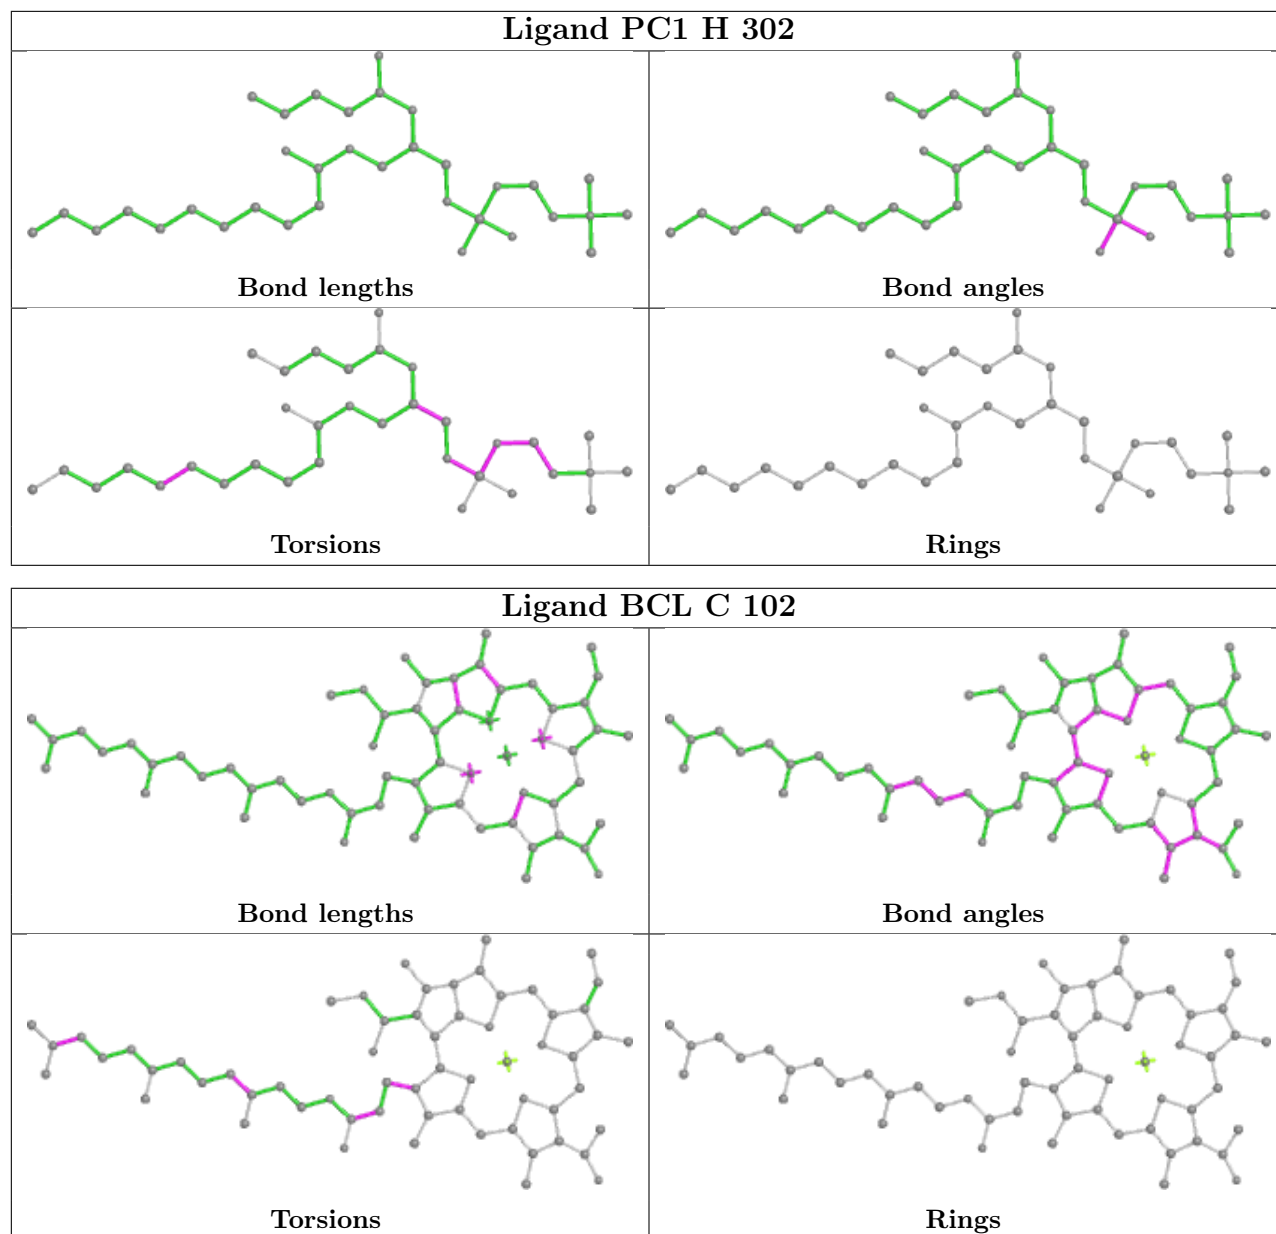 Ligand PC1 H 302
Bond lengths
Bond angles
Torsions
Rings
Ligand BCL C 102
Bond lengths
Bond angles
Torsions
Rings